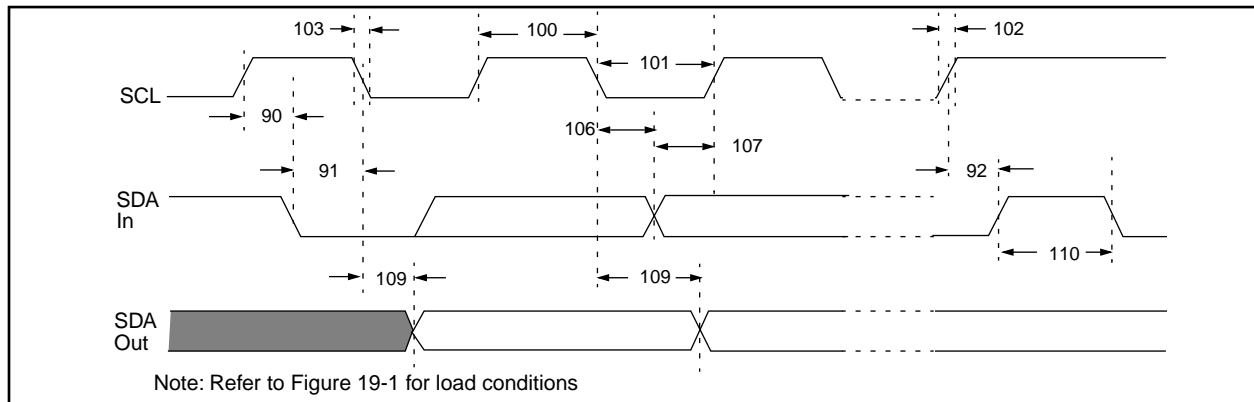 103
100
101
102
SCL
90
106
107
91
92
SDA
In
109
109
110
SDA
Out
Note: Refer to Figure 19-1 for load conditions